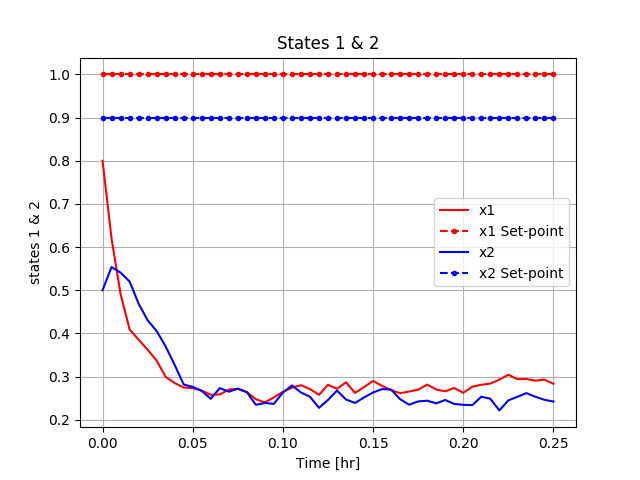 States 1 & 2
states 1 & 2
1.0
0.9
0.8
0.7
0.6
0.5
0.4
0.3
0.2
x1
x1 Set-point
x2
x2 Set-point
0.00
0.05
0.10
0.15
0.20
0.25
Time [hr]